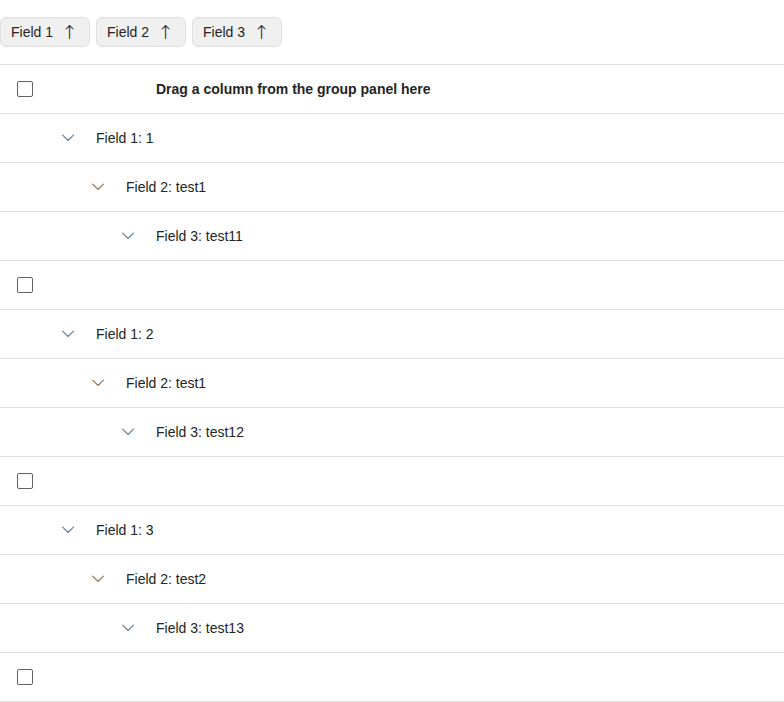 Field 1 Field 2 Field 3
Drag a column from the group panel here
Field 1: 1
Field 2: test1
Field 3: test11
Field 1: 2
Field 2: test1
Field 3: test12
Field 1: 3
Field 2: test2
Field 3: test13